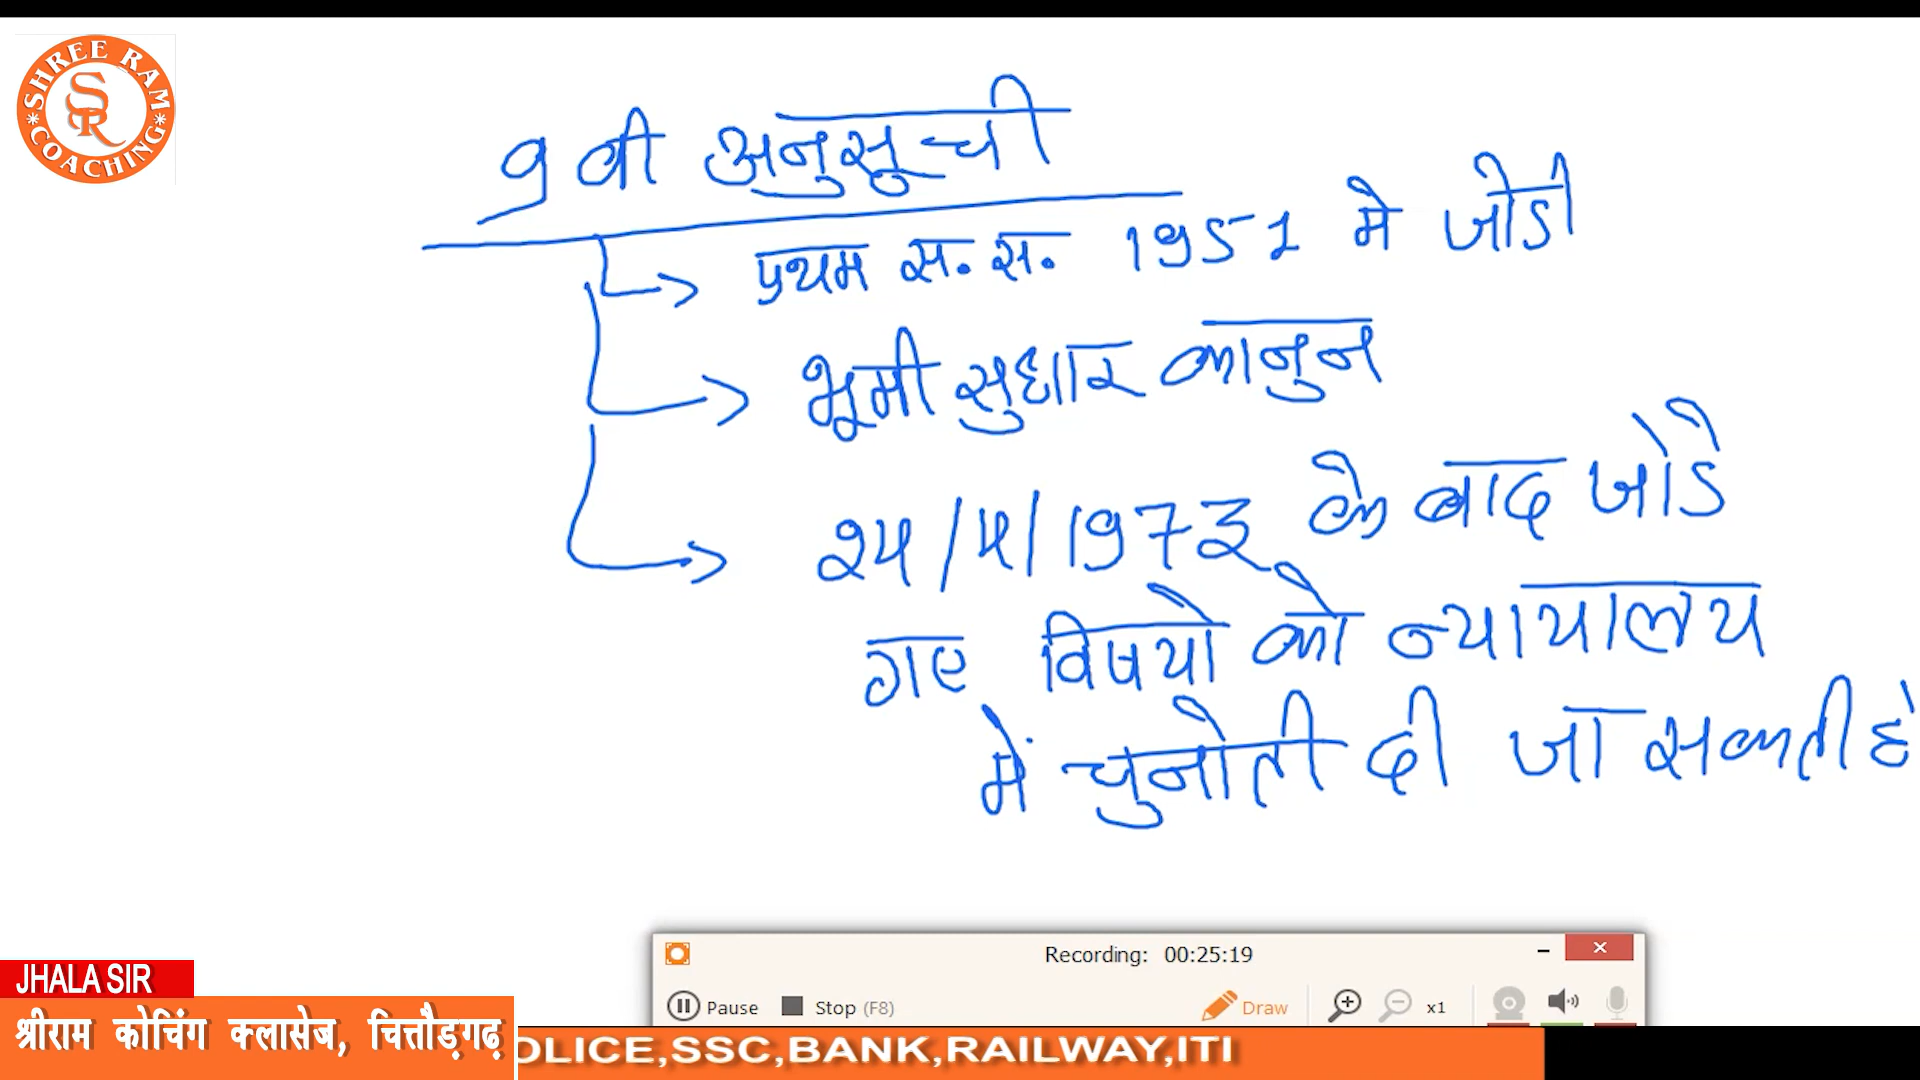 SHREE RAM COACHING
SR
9 वी अनुसूची
प्रथम स. स. 1951 मे जोडी
भूमी सुधार कानुन
24/4/1973 के बाद जोडे
गए विषयो को न्यायालय
में चुनोती दी जा सकती हे
Recording: 00:25:19
Pause Stop (F8) Draw x1
JHALA SIR
श्रीराम कोचिंग क्लासेज, चित्तौड़गढ़
OLICE,SSC,BANK,RAILWAY,ITI